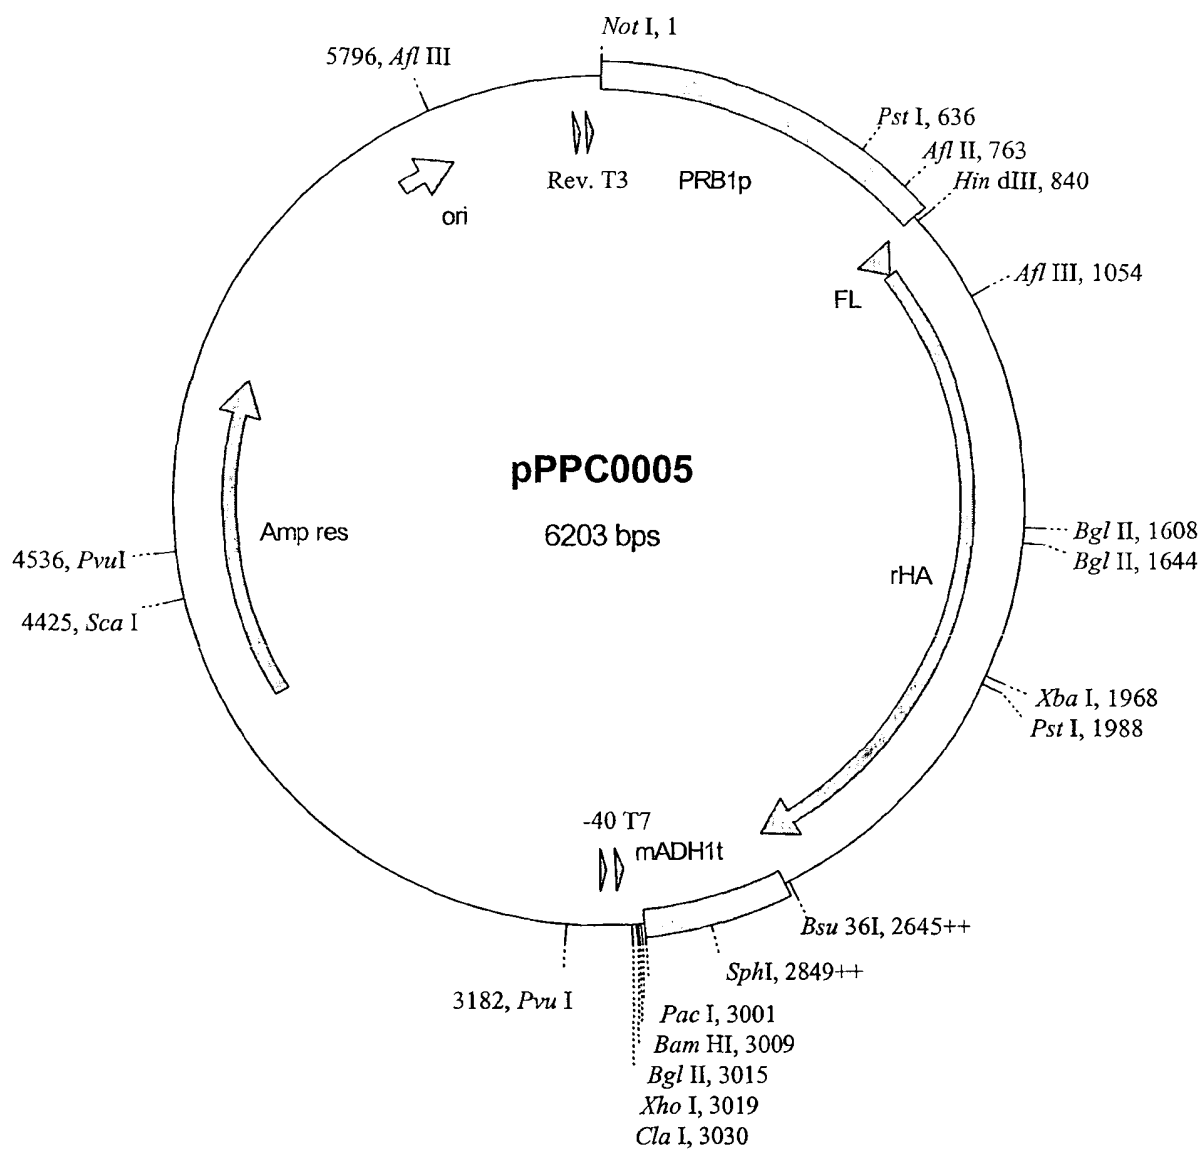 Not I, 1
5796, Afl III
Pst I, 636
Afl II, 763
Hin dIII, 840
Rev. T3
PRB1p
ori
Afl III, 1054
FL
pPPC0005
6203 bps
Amp res
4536, PvuI
4425, Sca I
Bgl II, 1608
Bgl II, 1644
rHA
Xba I, 1968
Pst I, 1988
-40 T7
mADH1t
Bsu 36I, 2645++
SphI, 2849++
3182, Pvu I
Pac I, 3001
Bam HI, 3009
Bgl II, 3015
Xho I, 3019
Cla I, 3030